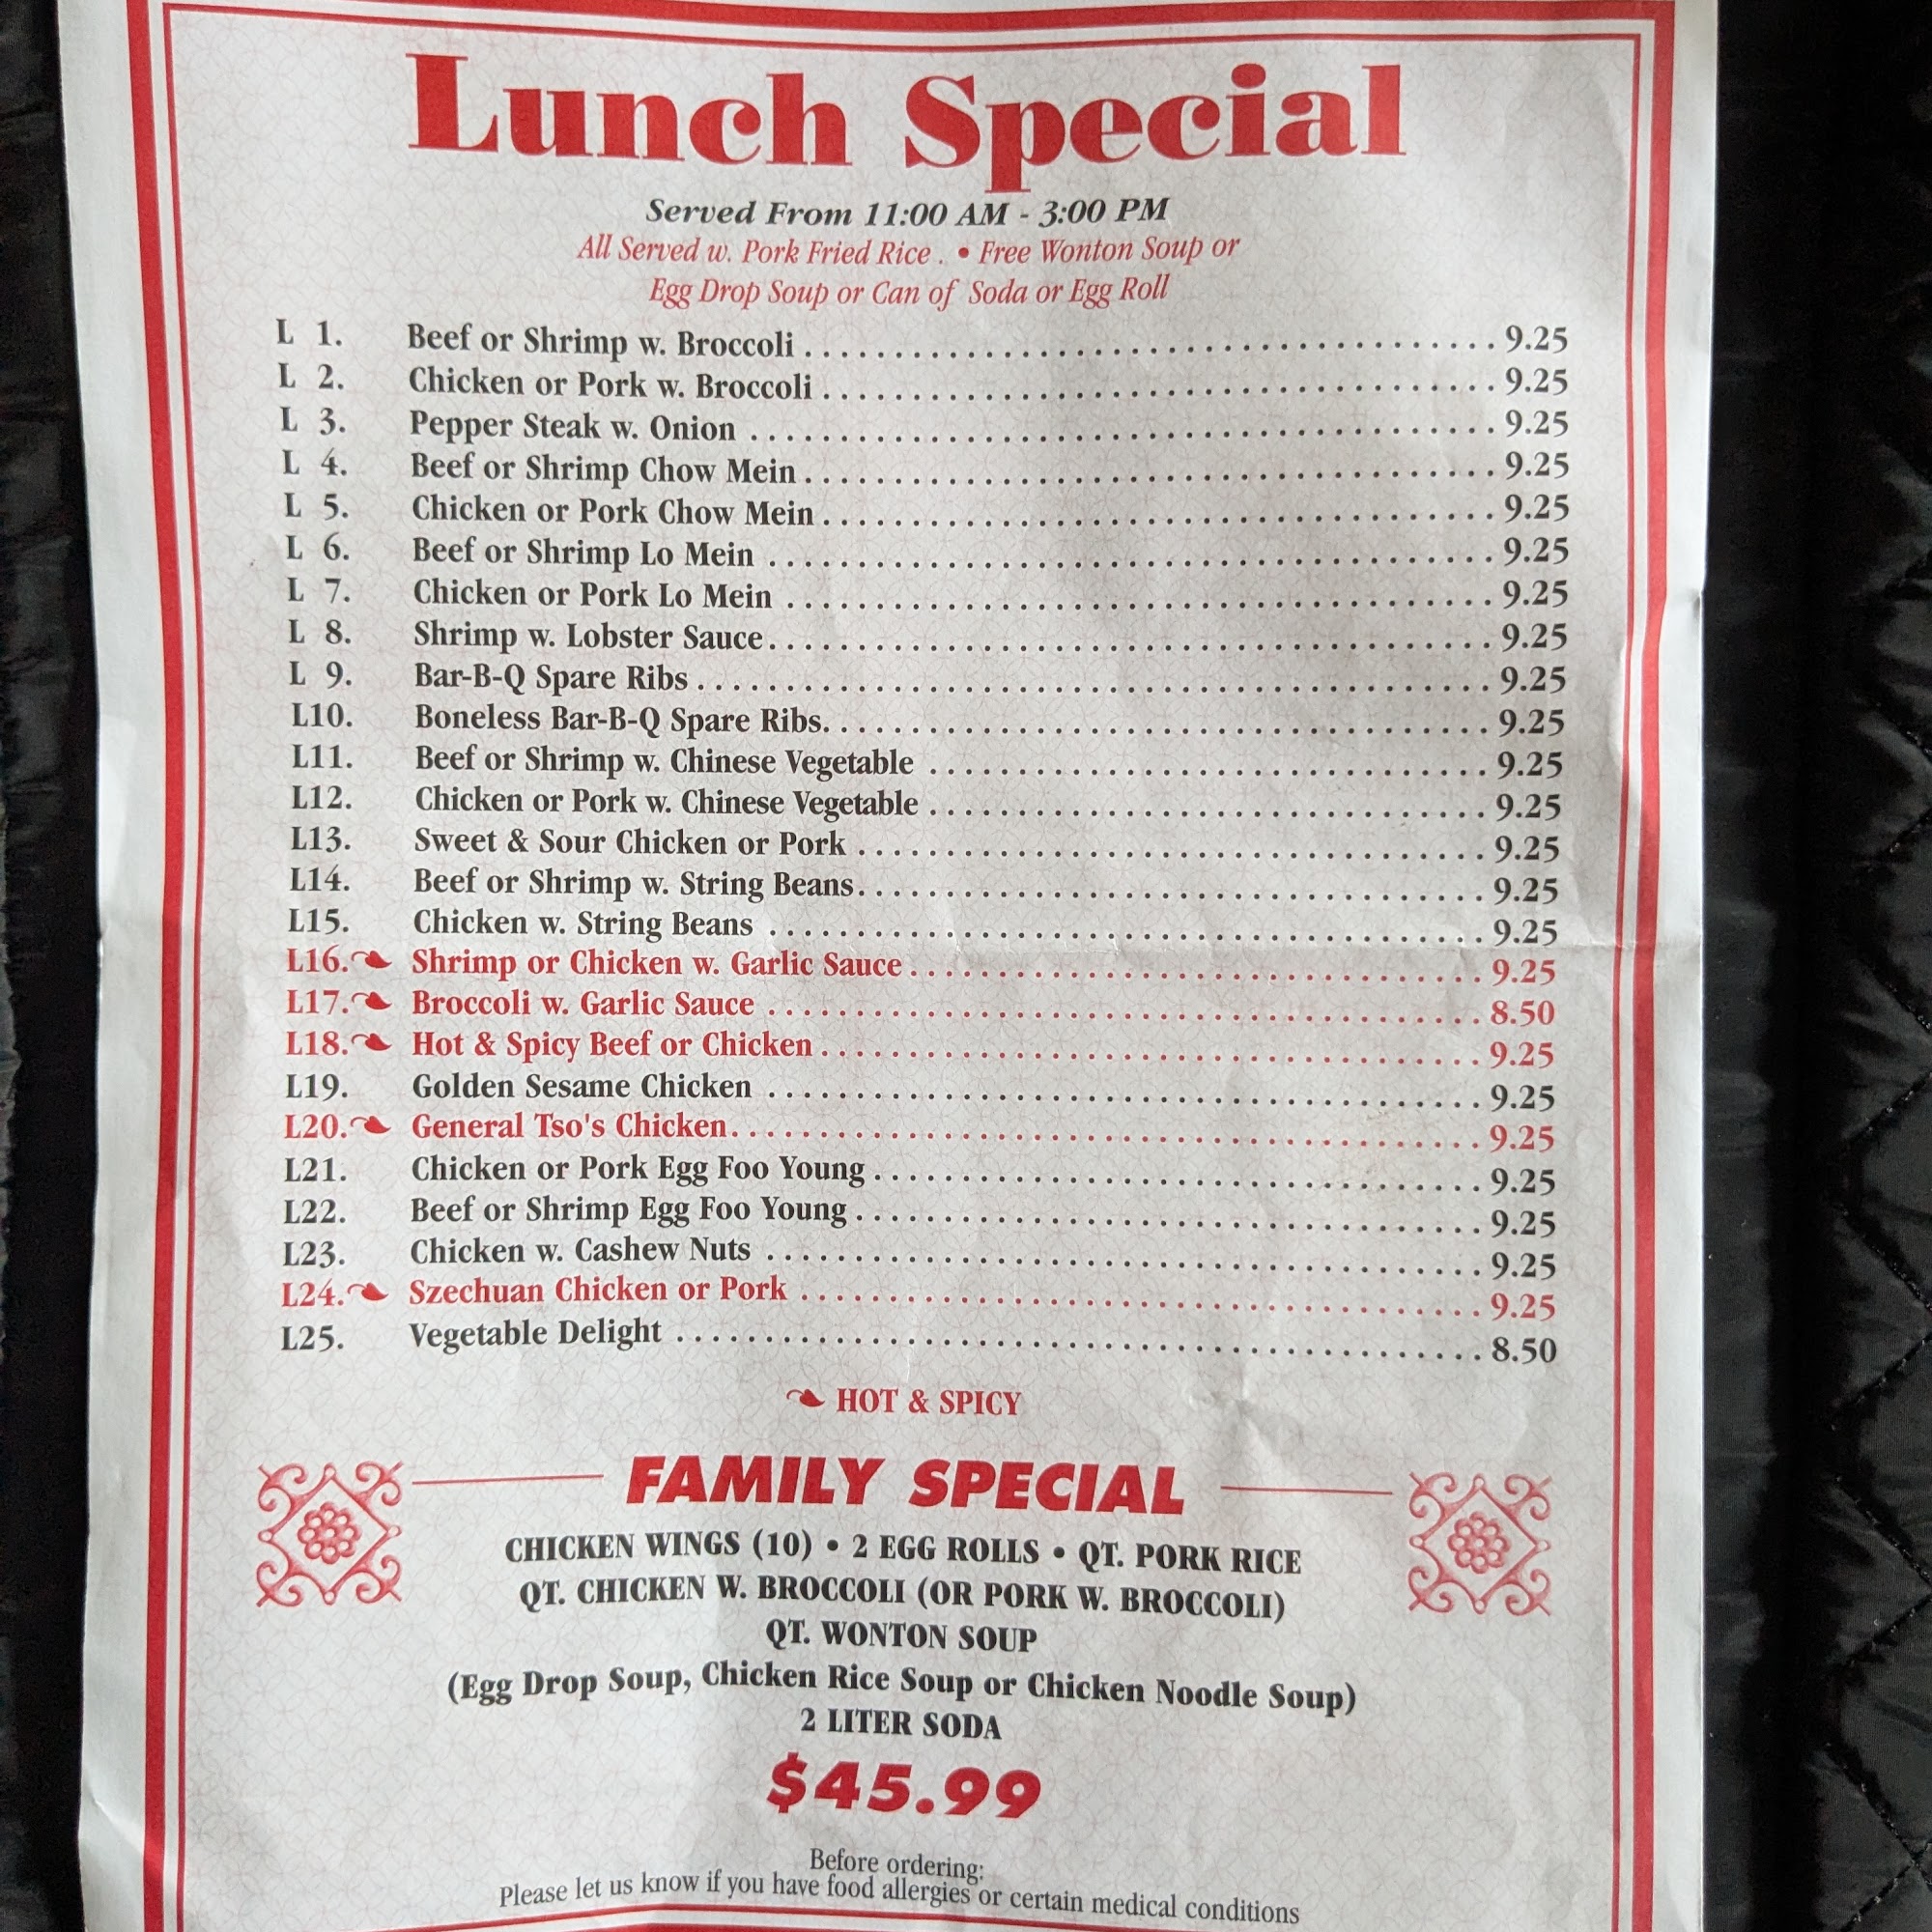 Lunch Special
Served From 11:00 AM - 3:00 PM
All Served w. Pork Fried Rice . • Free Wonton Soup or
Egg Drop Soup or Can of Soda or Egg Roll
L 1. Beef or Shrimp w. Broccoli 9.25
L 2. Chicken or Pork w. Broccoli 9.25
L 3. Pepper Steak w. Onion 9.25
L 4. Beef or Shrimp Chow Mein 9.25
L 5. Chicken or Pork Chow Mein 9.25
L 6. Beef or Shrimp Lo Mein 9.25
L 7. Chicken or Pork Lo Mein 9.25
L 8. Shrimp w. Lobster Sauce 9.25
L 9. Bar-B-Q Spare Ribs 9.25
L10. Boneless Bar-B-Q Spare Ribs 9.25
L11. Beef or Shrimp w. Chinese Vegetable 9.25
L12. Chicken or Pork w. Chinese Vegetable 9.25
L13. Sweet & Sour Chicken or Pork 9.25
L14. Beef or Shrimp w. String Beans 9.25
L15. Chicken w. String Beans 9.25
L16. Shrimp or Chicken w. Garlic Sauce 9.25
L17. Broccoli w. Garlic Sauce 8.50
L18. Hot & Spicy Beef or Chicken 9.25
L19. Golden Sesame Chicken 9.25
L20. General Tso's Chicken 9.25
L21. Chicken or Pork Egg Foo Young 9.25
L22. Beef or Shrimp Egg Foo Young 9.25
L23. Chicken w. Cashew Nuts 9.25
L24. Szechuan Chicken or Pork 9.25
L25. Vegetable Delight 8.50
HOT & SPICY
FAMILY SPECIAL
CHICKEN WINGS (10) • 2 EGG ROLLS • QT. PORK RICE
QT. CHICKEN W. BROCCOLI (OR PORK W. BROCCOLI)
QT. WONTON SOUP
(Egg Drop Soup, Chicken Rice Soup or Chicken Noodle Soup)
2 LITER SODA
$45.99
Before ordering:
Please let us know if you have food allergies or certain medical conditions